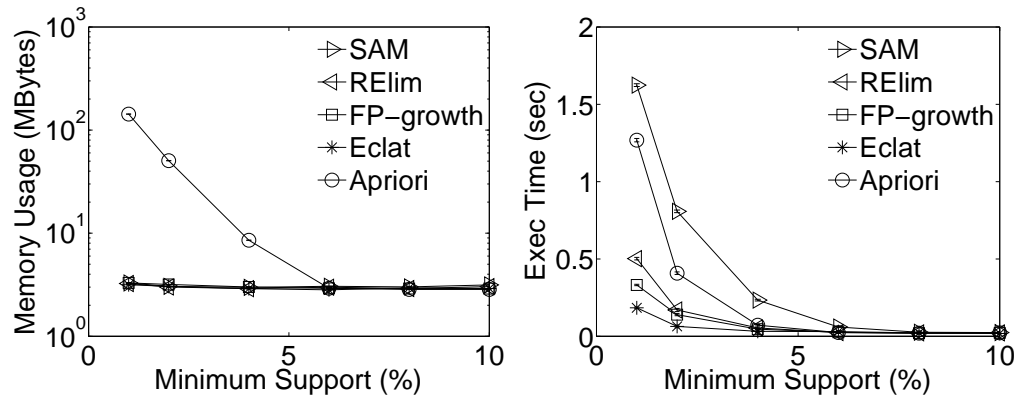 10^3
10^2
10^1
10^0
Memory Usage (MBytes)
SAM
RElim
FP−growth
Eclat
Apriori
0
5
10
Minimum Support (%)
2
1.5
1
0.5
0
Exec Time (sec)
SAM
RElim
FP−growth
Eclat
Apriori
0
5
10
Minimum Support (%)